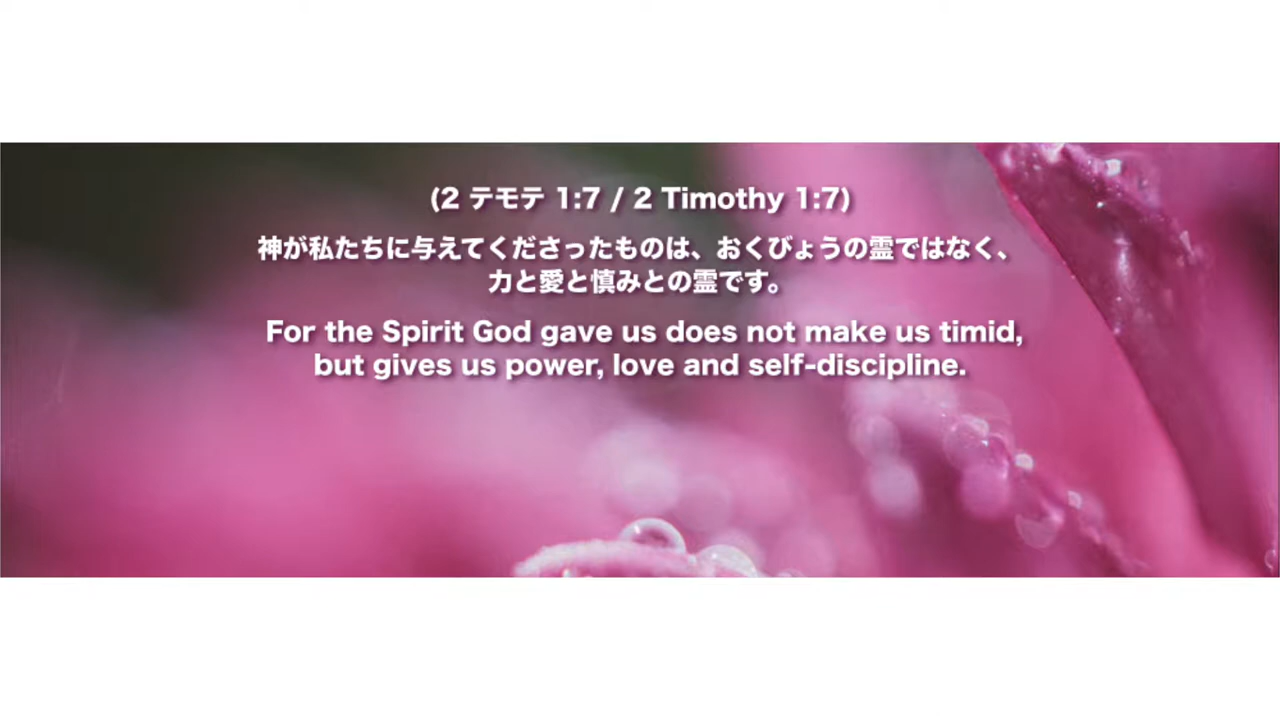 (2 テモテ 1:7 / 2 Timothy 1:7)
神が私たちに与えてくださったものは、おくびょうの霊ではなく、
力と愛と慎みとの霊です。
For the Spirit God gave us does not make us timid,
but gives us power, love and self-discipline.